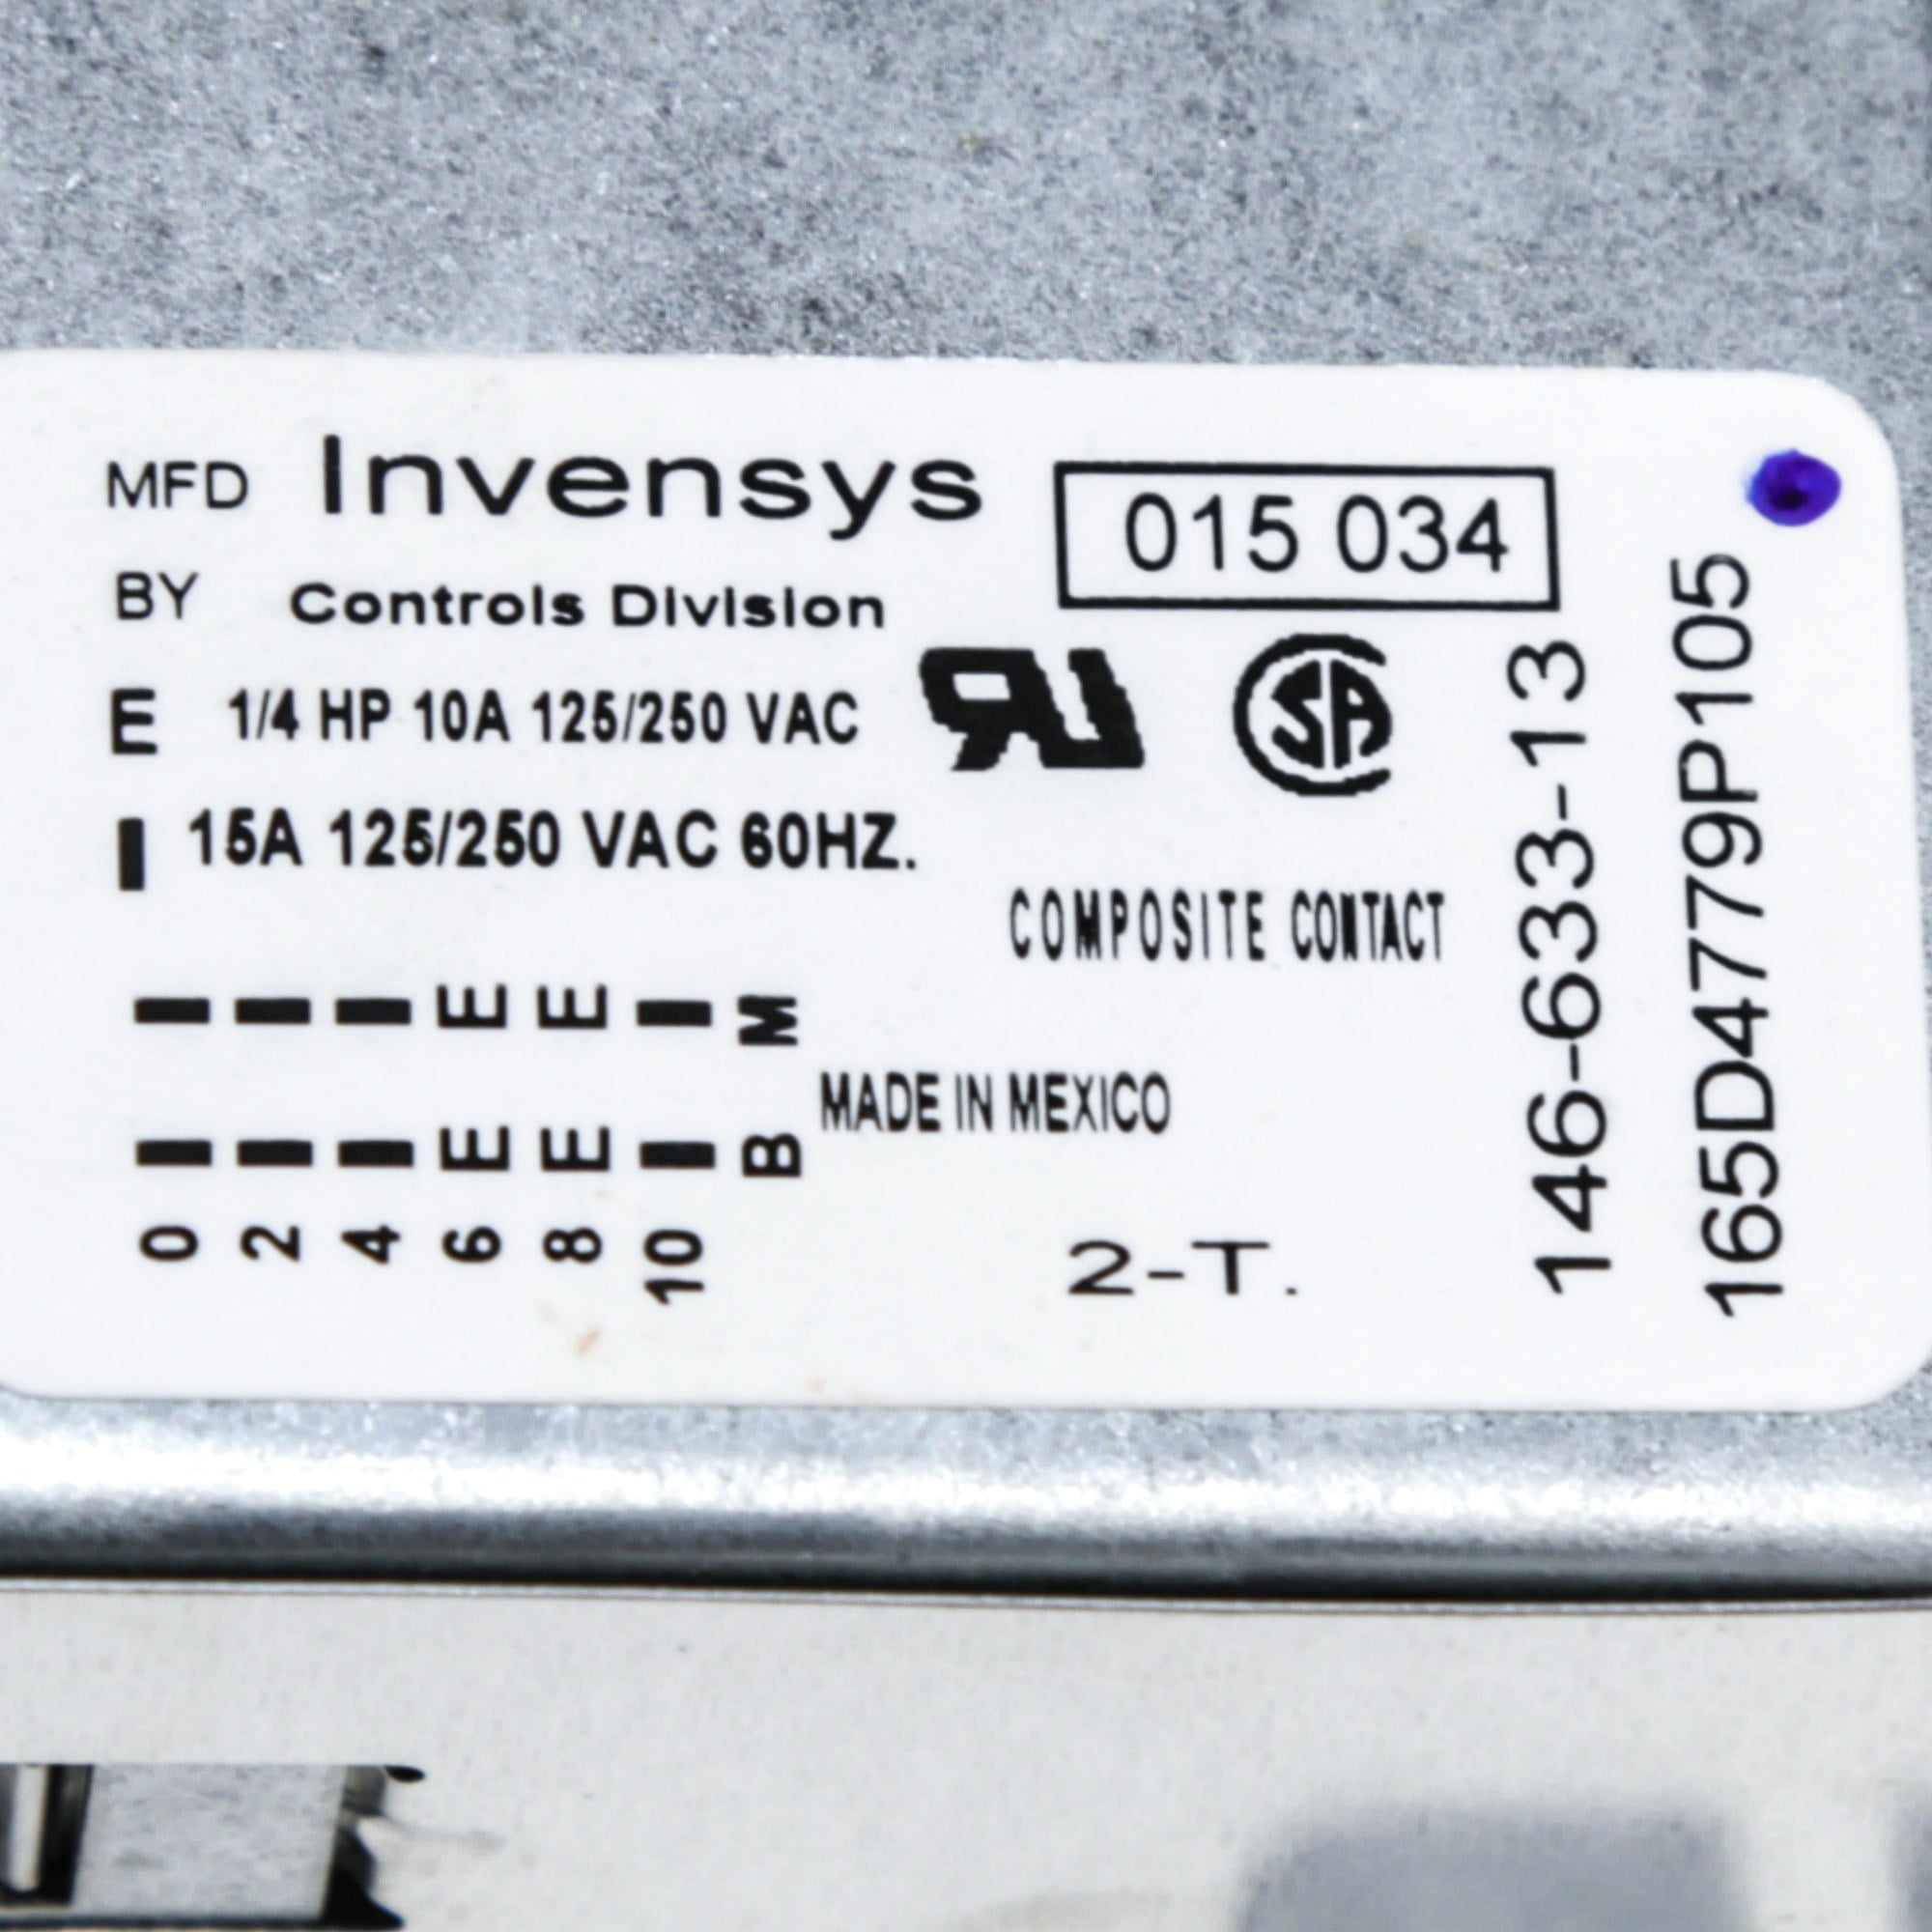 MFD Invensys 015 034
BY Controls Division
E 1/4 HP 10A 125/250 VAC
I 15A 125/250 VAC 60HZ.
COMPOSITE CONTACT
I I I E E I M
MADE IN MEXICO
I I I E E I B
0 2 4 6 8 10
2-T.
146-633-13
165D4779P105